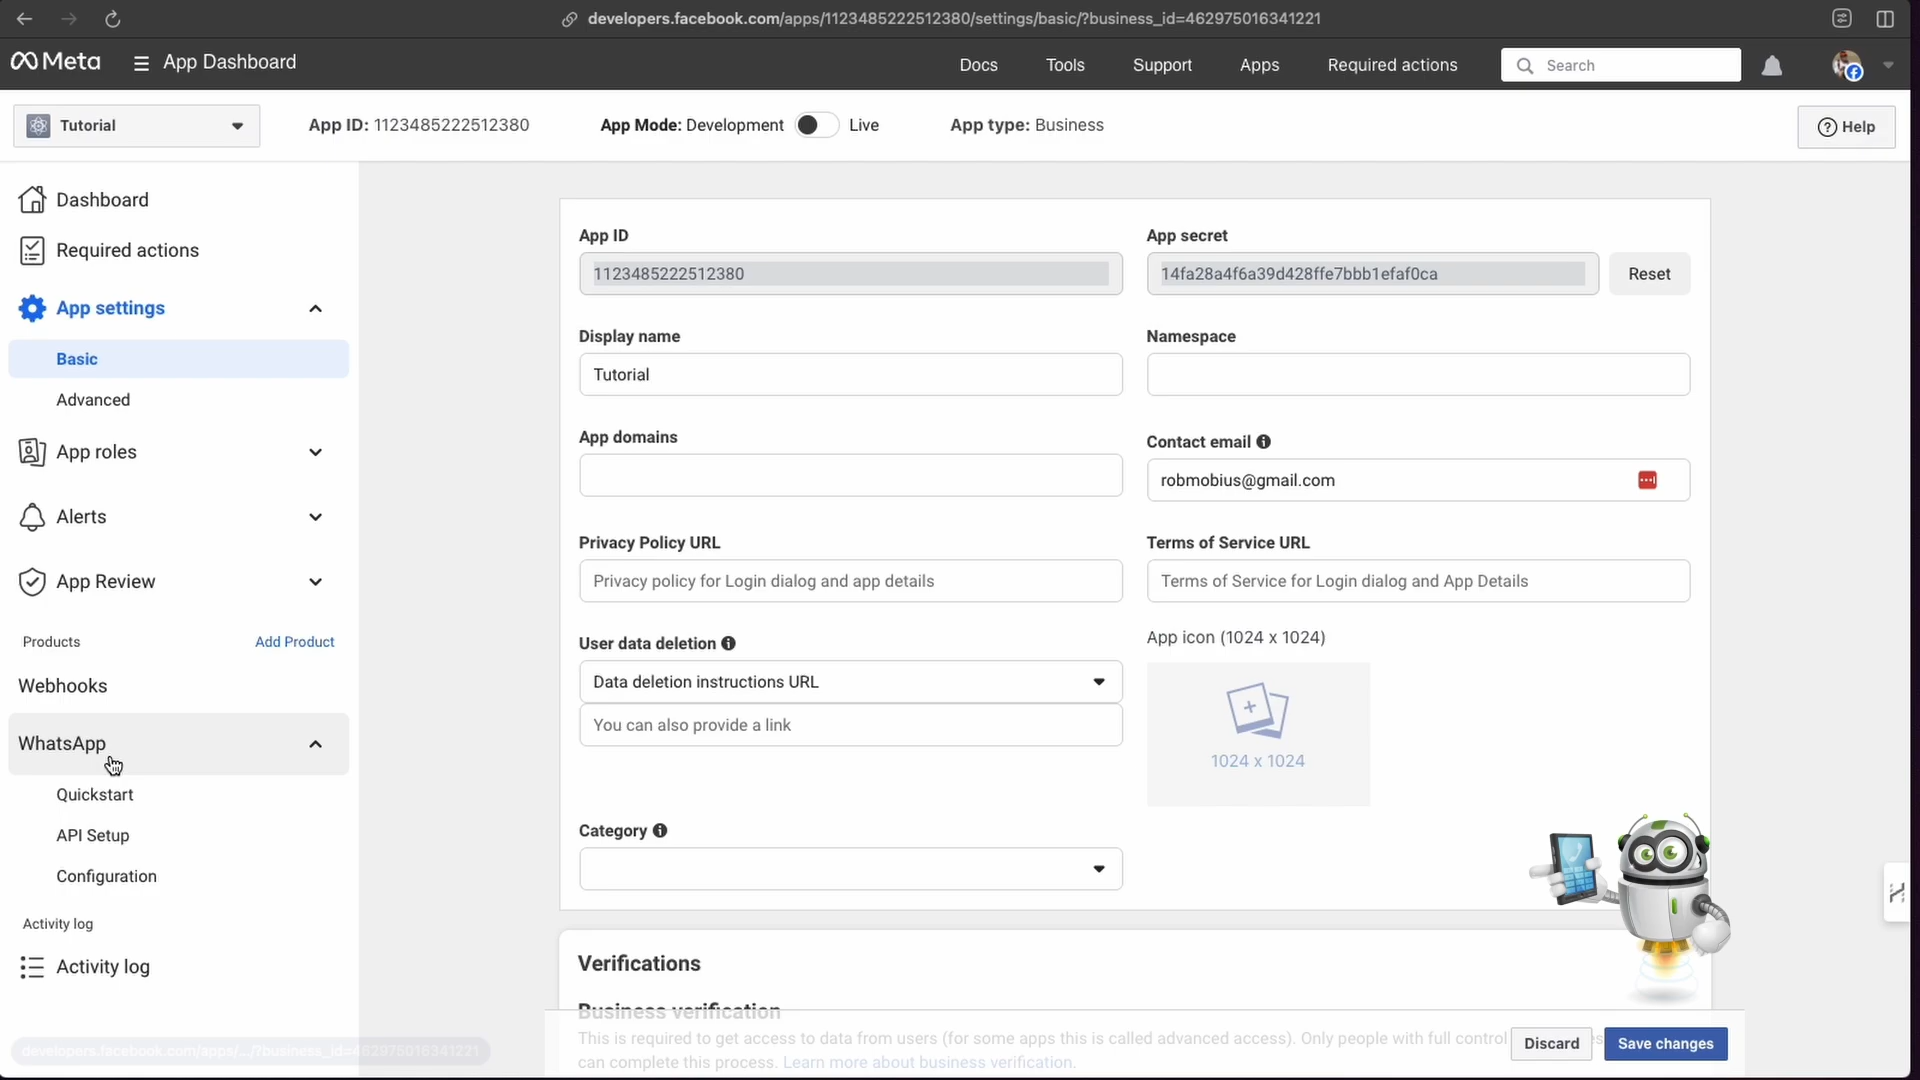 developers.facebook.com/apps/1123485222512380/settings/basic/?business_id=462975016341221
Meta
App Dashboard
Docs
Tools
Support
Apps
Required actions
Search
Tutorial
App ID: 1123485222512380
App Mode: Development
Live
App type: Business
Help
Dashboard
Required actions
App settings
Basic
Advanced
App roles
Alerts
App Review
Products
Add Product
Webhooks
WhatsApp
Quickstart
API Setup
Configuration
Activity log
Activity log
developers.facebook.com/apps/.../?business_id=462975016341221
App ID
1123485222512380
App secret
14fa28a4f6a39d428ffe7bbb1efaf0ca
Reset
Display name
Tutorial
Namespace
App domains
Contact email
robmobius@gmail.com
Privacy Policy URL
Privacy policy for Login dialog and app details
Terms of Service URL
Terms of Service for Login dialog and App Details
User data deletion
Data deletion instructions URL
You can also provide a link
App icon (1024 x 1024)
1024 x 1024
Category
Verifications
Business verification
This is required to get access to data from users (for some apps this is called advanced access). Only people with full control
can complete this process. Learn more about business verification.
Discard
Save changes